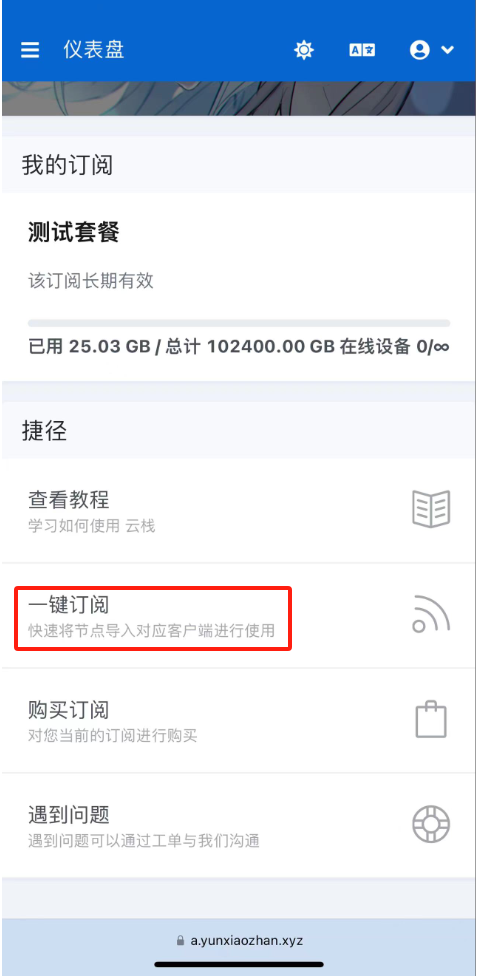 仪表盘
我的订阅
测试套餐
该订阅长期有效
已用 25.03 GB / 总计 102400.00 GB 在线设备 0/∞
捷径
查看教程
学习如何使用 云栈
一键订阅
快速将节点导入对应客户端进行使用
购买订阅
对您当前的订阅进行购买
遇到问题
遇到问题可以通过工单与我们沟通
a.yunxiaozhan.xyz